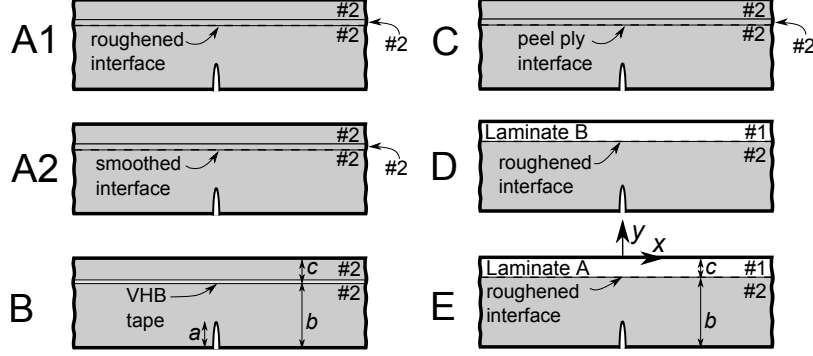 A1
#2
roughened
interface
#2
#2
A2
#2
smoothed
interface
#2
#2
B
c
#2
VHB
tape
#2
a
b
C
#2
peel ply
interface
#2
#2
D
Laminate B
#1
roughened
interface
#2
y
x
E
Laminate A
c
#1
roughened
interface
#2
b